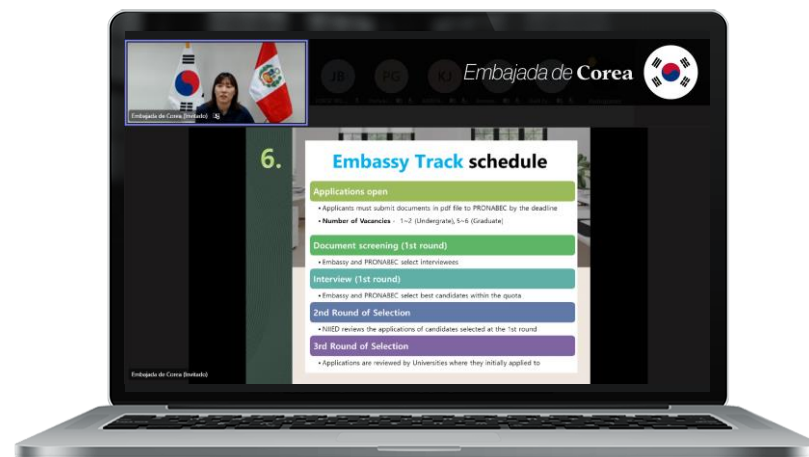 JB
PG
KJ
Embajada de Corea
Embajada de Corea (Invitado)
6.
Embassy Track schedule
Applications open
• Applicants must submit documents in pdf file to PRONABEC by the deadline
• Number of Vacancies : 1~2 (Undergrate), 5~6 (Graduate)
Document screening (1st round)
• Embassy and PRONABEC select interviewees
Interview (1st round)
• Embassy and PRONABEC select best candidates within the quota
2nd Round of Selection
• NIIED reviews the applications of candidates selected at the 1st round
3rd Round of Selection
• Applications are reviewed by Universities where they initially applied to
Embajada de Corea (Invitado)